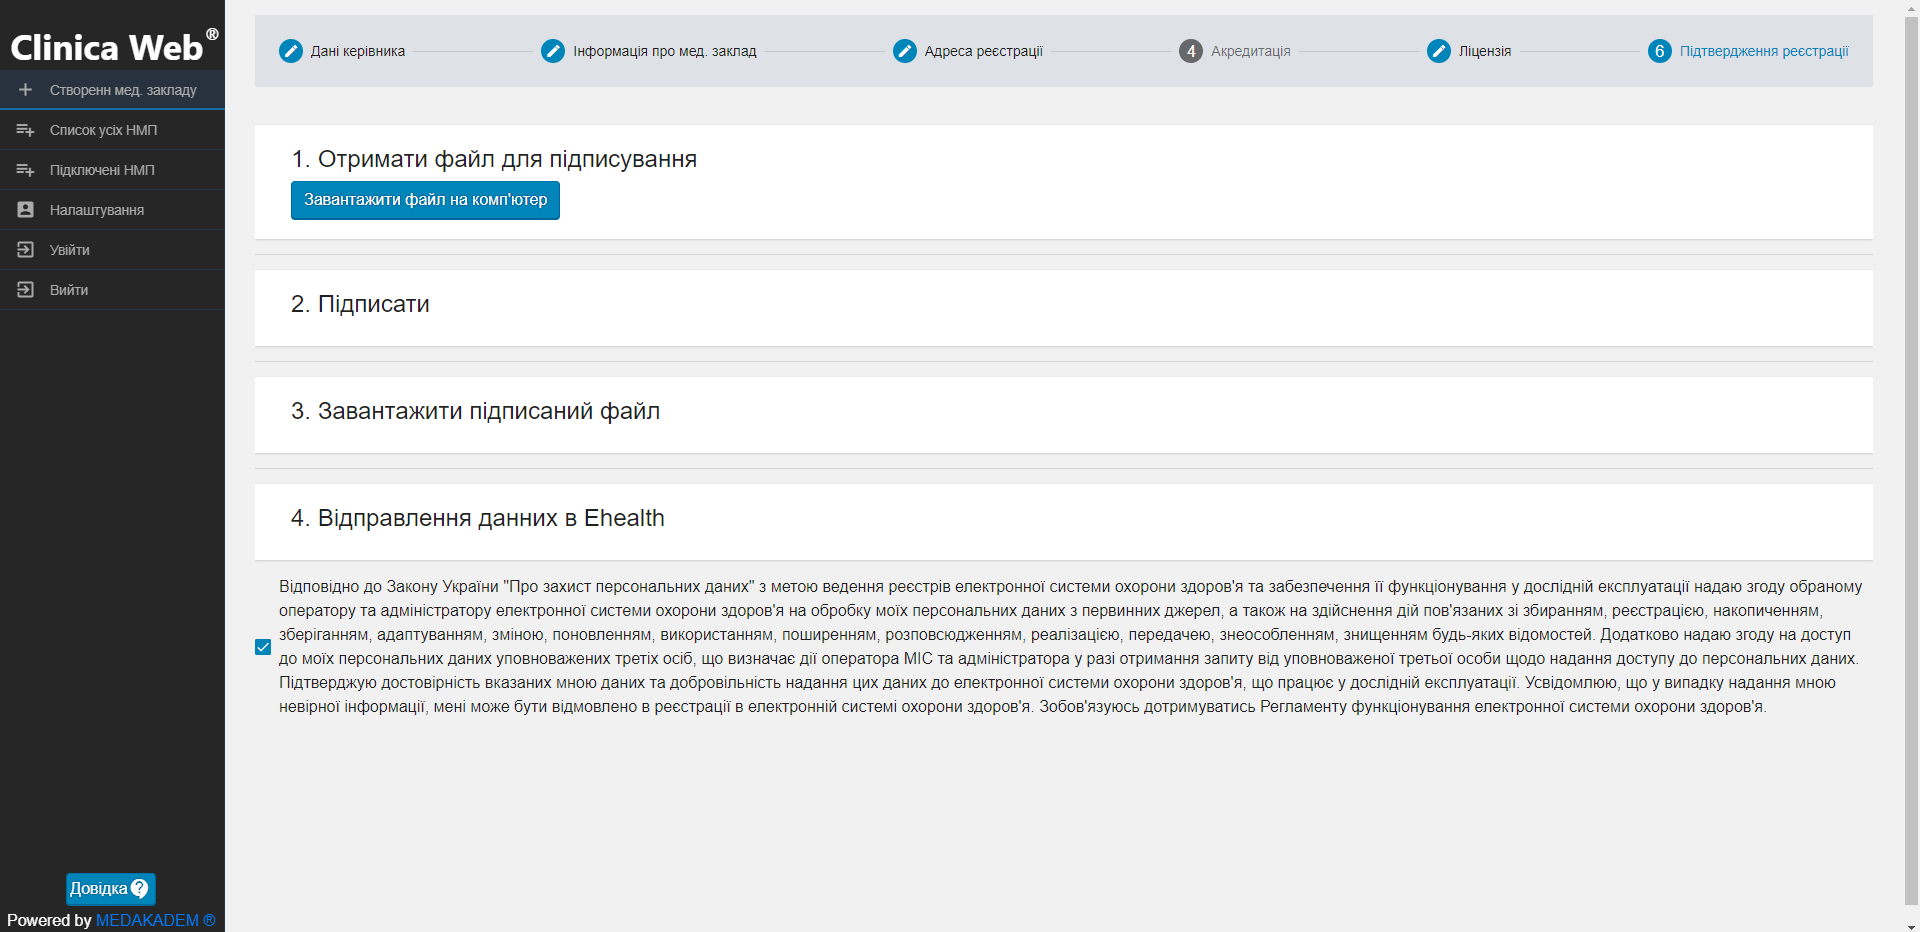 Clinica Web®
Створенн мед. закладу
Список усіх НМП
Підключені НМП
Налаштування
Увійти
Вийти
Довідка ?
Powered by MEDAKADEM ®
Дані керівника
Інформація про мед. заклад
Адреса реєстрації
4 Акредитація
Ліцензія
6 Підтвердження реєстрації
1. Отримати файл для підписування
Завантажити файл на комп'ютер
2. Підписати
3. Завантажити підписаний файл
4. Відправлення данних в Ehealth
Відповідно до Закону України "Про захист персональних даних" з метою ведення реєстрів електронної системи охорони здоров'я та забезпечення її функціонування у дослідній експлуатації надаю згоду обраному
оператору та адміністратору електронної системи охорони здоров'я на обробку моїх персональних даних з первинних джерел, а також на здійснення дій пов'язаних зі збиранням, реєстрацією, накопиченням,
зберіганням, адаптуванням, зміною, поновленням, використанням, поширенням, розповсюдженням, реалізацією, передачею, знеособленням, знищенням будь-яких відомостей. Додатково надаю згоду на доступ
до моїх персональних даних уповноважених третіх осіб, що визначає дії оператора МІС та адміністратора у разі отримання запиту від уповноваженої третьої особи щодо надання доступу до персональних даних.
Підтверджую достовірність вказаних мною даних та добровільність надання цих даних до електронної системи охорони здоров'я, що працює у дослідній експлуатації. Усвідомлюю, що у випадку надання мною
невірної інформації, мені може бути відмовлено в реєстрації в електронній системі охорони здоров'я. Зобов'язуюсь дотримуватись Регламенту функціонування електронної системи охорони здоров'я.